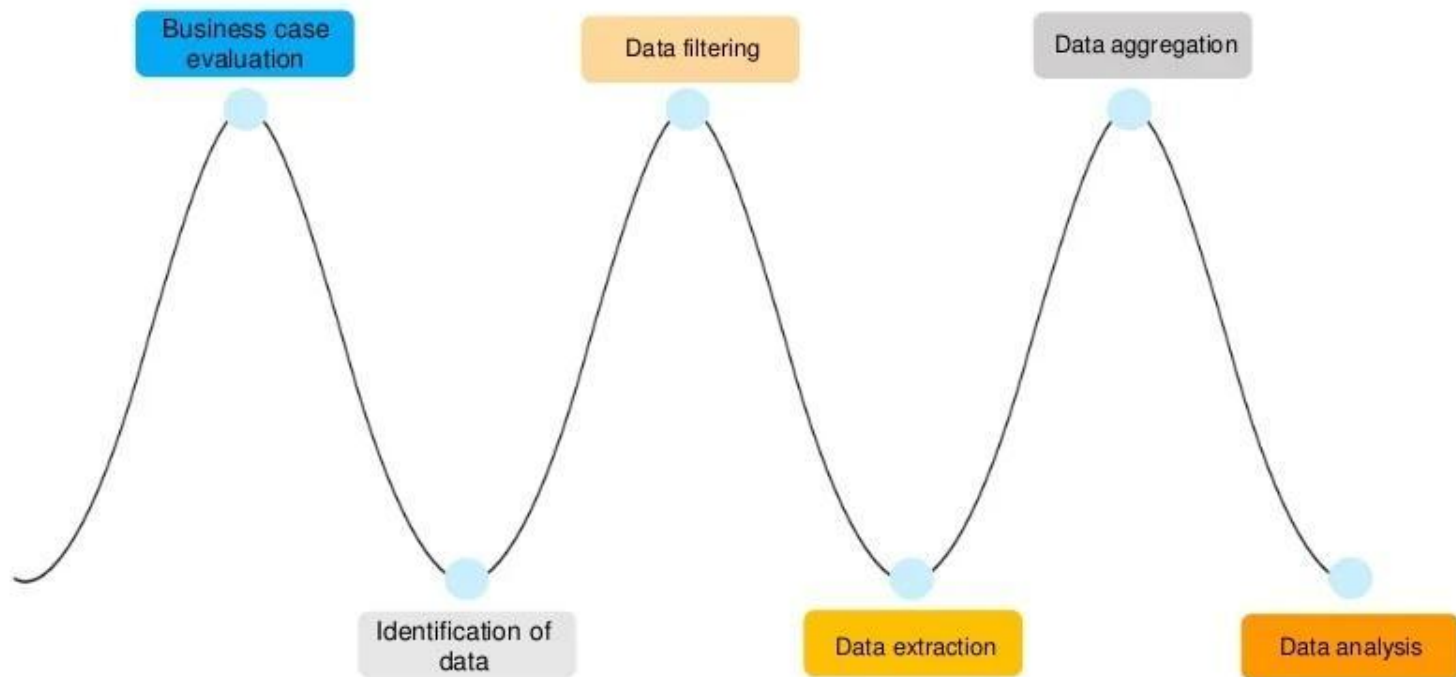 Business case
evaluation
Data filtering
Data aggregation
Identification of
data
Data extraction
Data analysis